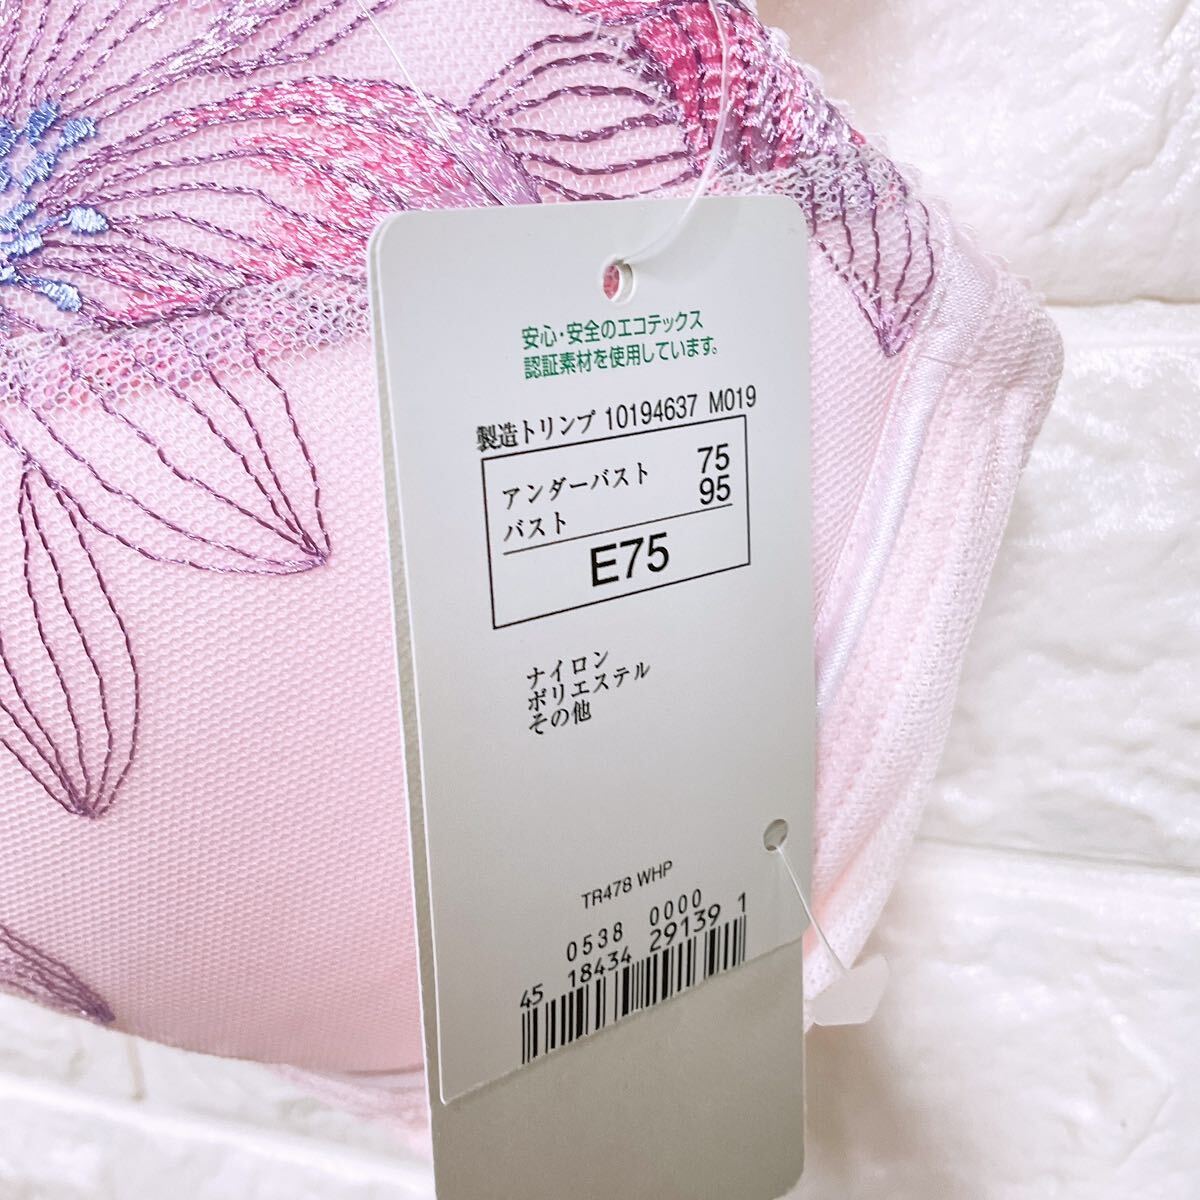 安心・安全のエコテックス
認証素材を使用しています。
製造トリンプ 10194637 M019
アンダーバスト 75
バスト 95
E75
ナイロン
ポリエステル
その他
TR478 WHP
0538 0000
45 18434 29139 1